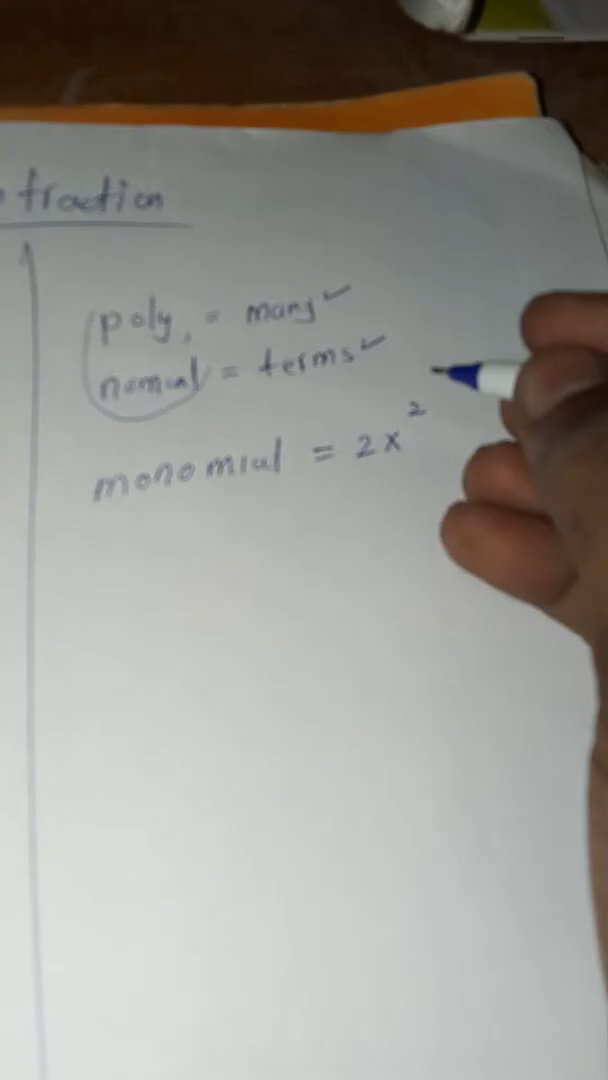 fraction
poly, = many ✓
nomial = terms ✓
monomial = 2x²